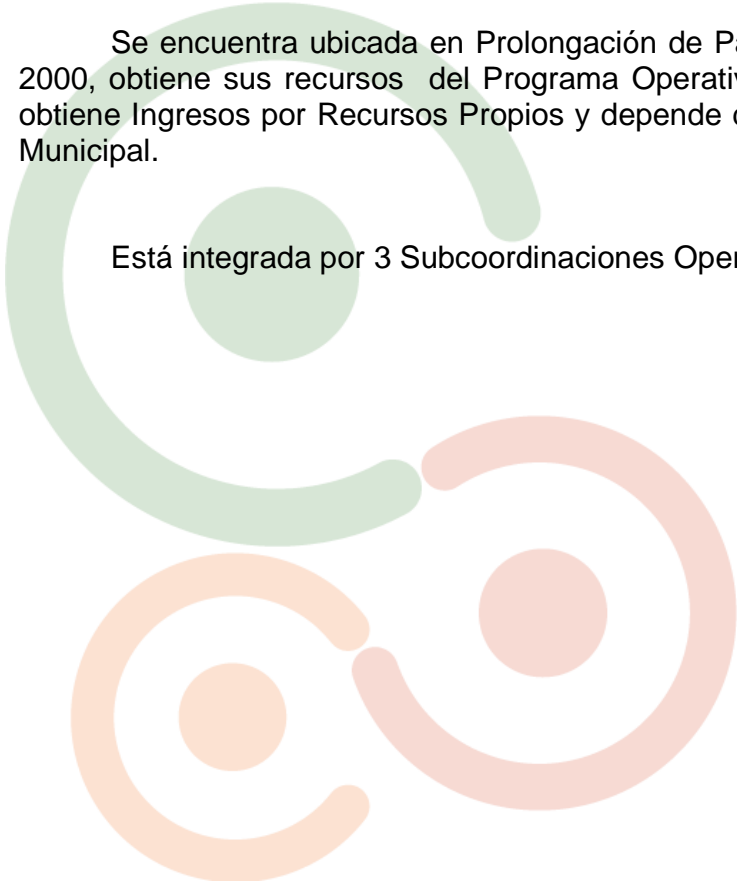 Se encuentra ubicada en Prolongación de
2000, obtiene sus recursos del Programa
obtiene Ingresos por Recursos Propios y depende
Municipal.
Está integrada por 3 Subcoordinaciones